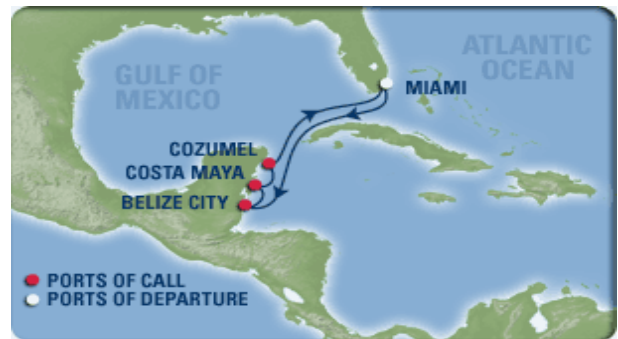 GULF OF
MEXICO
ATLANTIC
OCEAN
MIAMI
COZUMEL
COSTA MAYA
BELIZE CITY
PORTS OF CALL
PORTS OF DEPARTURE